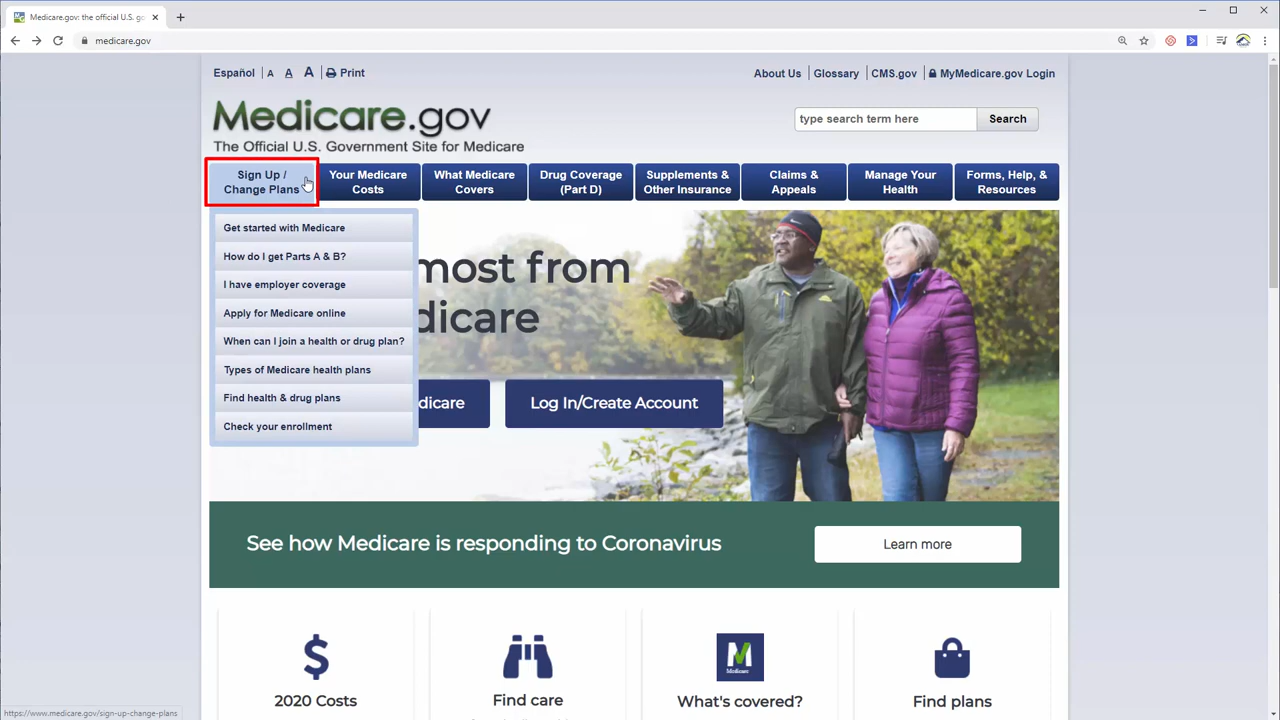 Medicare.gov: the official U.S. go
medicare.gov
Español A A A Print
About Us Glossary CMS.gov MyMedicare.gov Login
Medicare.gov
The Official U.S. Government Site for Medicare
type search term here Search
Sign Up /
Change Plans
Your Medicare
Costs
What Medicare
Covers
Drug Coverage
(Part D)
Supplements &
Other Insurance
Claims &
Appeals
Manage Your
Health
Forms, Help, &
Resources
Get started with Medicare
How do I get Parts A & B?
I have employer coverage
Apply for Medicare online
When can I join a health or drug plan?
Types of Medicare health plans
Find health & drug plans
Check your enrollment
most from
dicare
dicare
Log In/Create Account
See how Medicare is responding to Coronavirus
Learn more
2020 Costs
Find care
Medicare
What's covered?
Find plans
https://www.medicare.gov/sign-up-change-plans